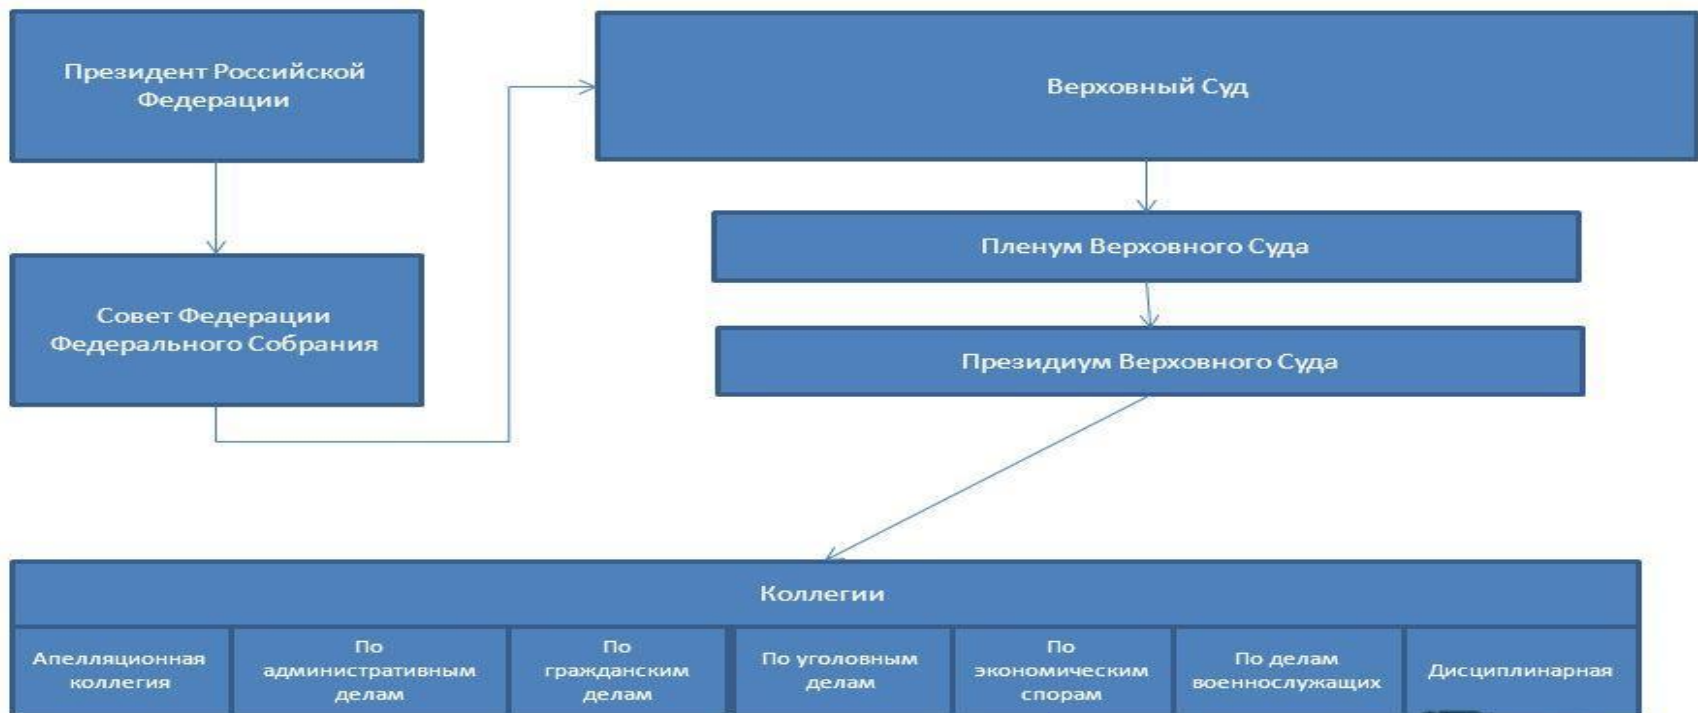 Президент Российской
Федерации
Верховный Суд
Пленум Верховного Суда
Совет Федерации
Федерального Собрания
Президиум Верховного Суда
Коллегии
Апелляционная
коллегия
По
административным
делам
По
гражданским
делам
По уголовным
делам
По
экономическим
спорам
По делам
военнослужащих
Дисциплинарная